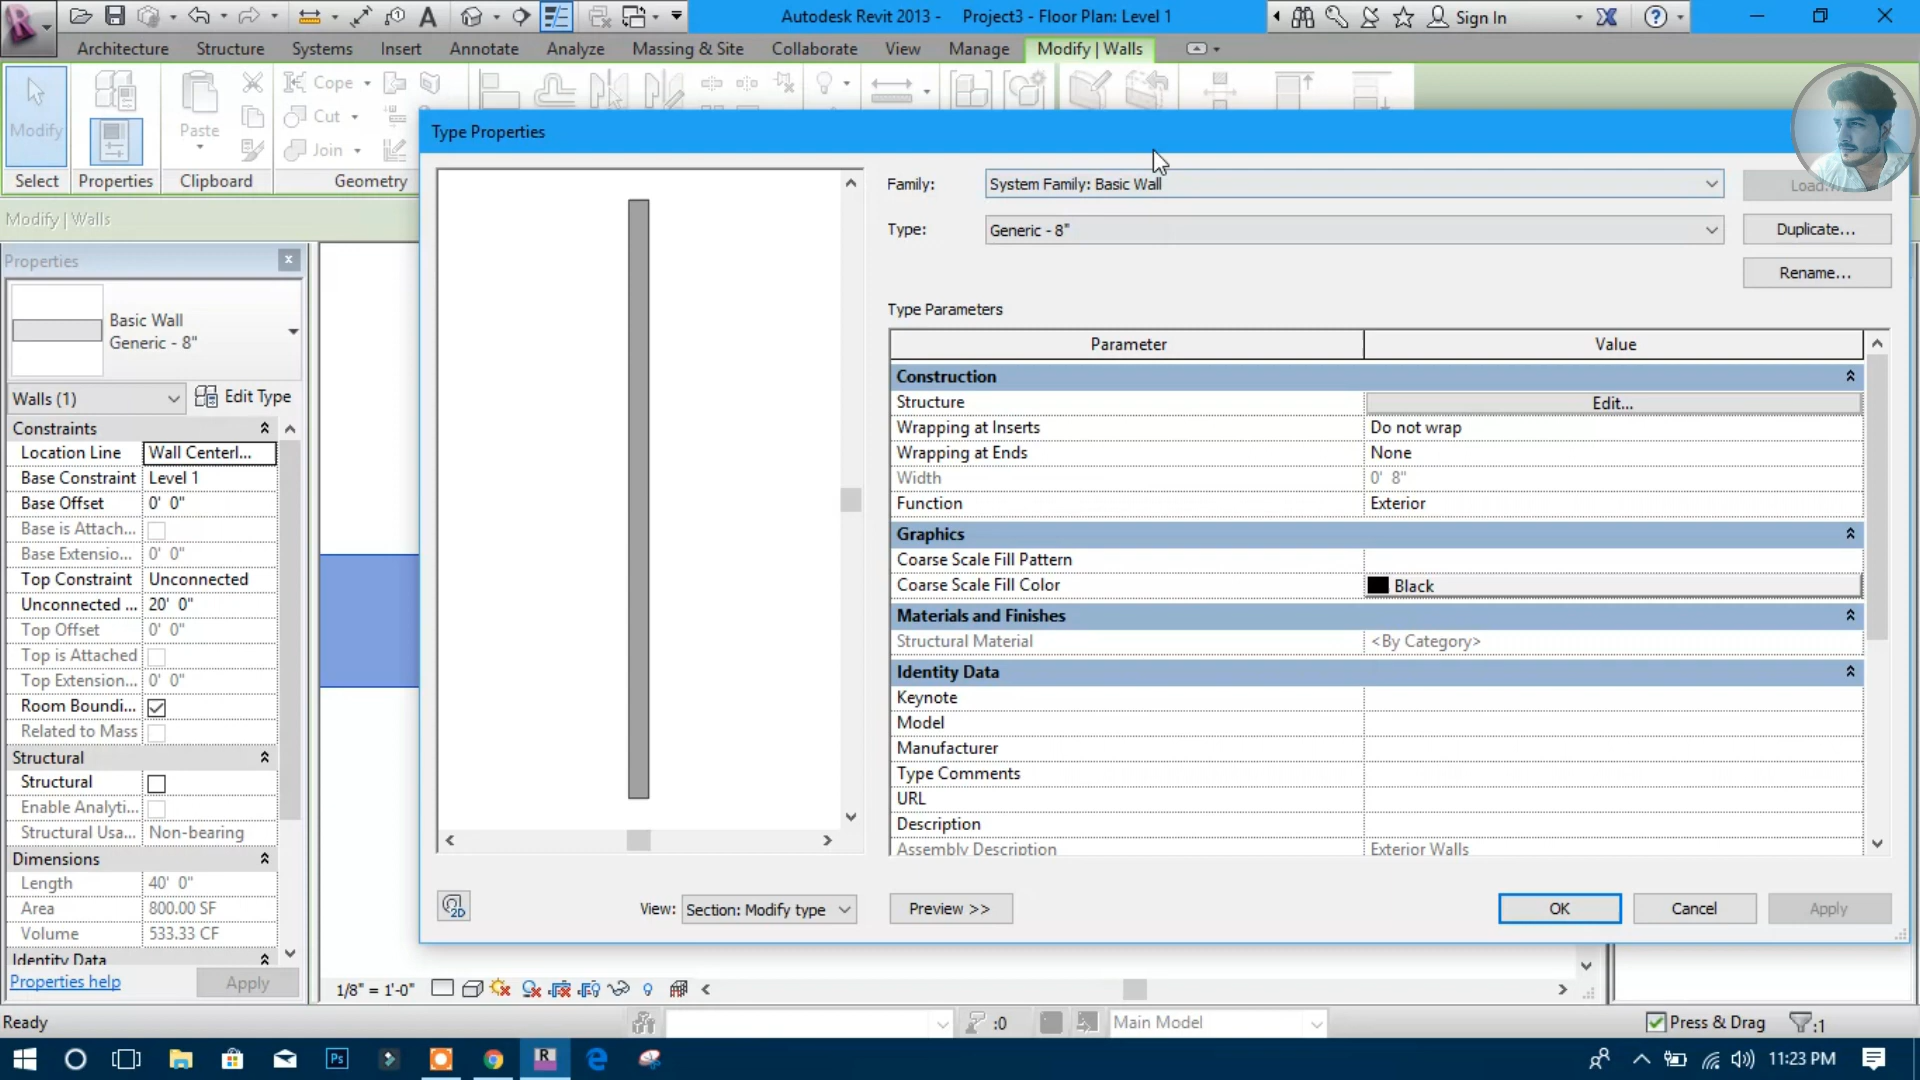 Autodesk Revit 2013 - Project3 - Floor Plan: Level 1
Sign In
Architecture Structure Systems Insert Annotate Analyze Massing & Site Collaborate View Manage Modify | Walls
Modify
Paste
Cope
Cut
Join
Select Properties Clipboard Geometry
Modify | Walls
Type Properties
Family: System Family: Basic Wall
Type: Generic - 8"
Duplicate...
Rename...
Type Parameters
Parameter Value
Construction
Structure Edit...
Wrapping at Inserts Do not wrap
Wrapping at Ends None
Width 0' 8"
Function Exterior
Graphics
Coarse Scale Fill Pattern
Coarse Scale Fill Color Black
Materials and Finishes
Structural Material <By Category>
Identity Data
Keynote
Model
Manufacturer
Type Comments
URL
Description
Assembly Description Exterior Walls
View: Section: Modify type
Preview >>
OK Cancel Apply
Properties
Basic Wall
Generic - 8"
Walls (1) Edit Type
Constraints
Location Line Wall Centerl...
Base Constraint Level 1
Base Offset 0' 0"
Base is Attach...
Base Extensio... 0' 0"
Top Constraint Unconnected
Unconnected ... 20' 0"
Top Offset 0' 0"
Top is Attached
Top Extension... 0' 0"
Room Boundi...
Related to Mass
Structural
Structural
Enable Analyti...
Structural Usa... Non-bearing
Dimensions
Length 40' 0"
Area 800.00 SF
Volume 533.33 CF
Identity Data
Properties help Apply
1/8" = 1'-0"
Ready
:0
Main Model
Press & Drag
:1
Ps
R
11:23 PM